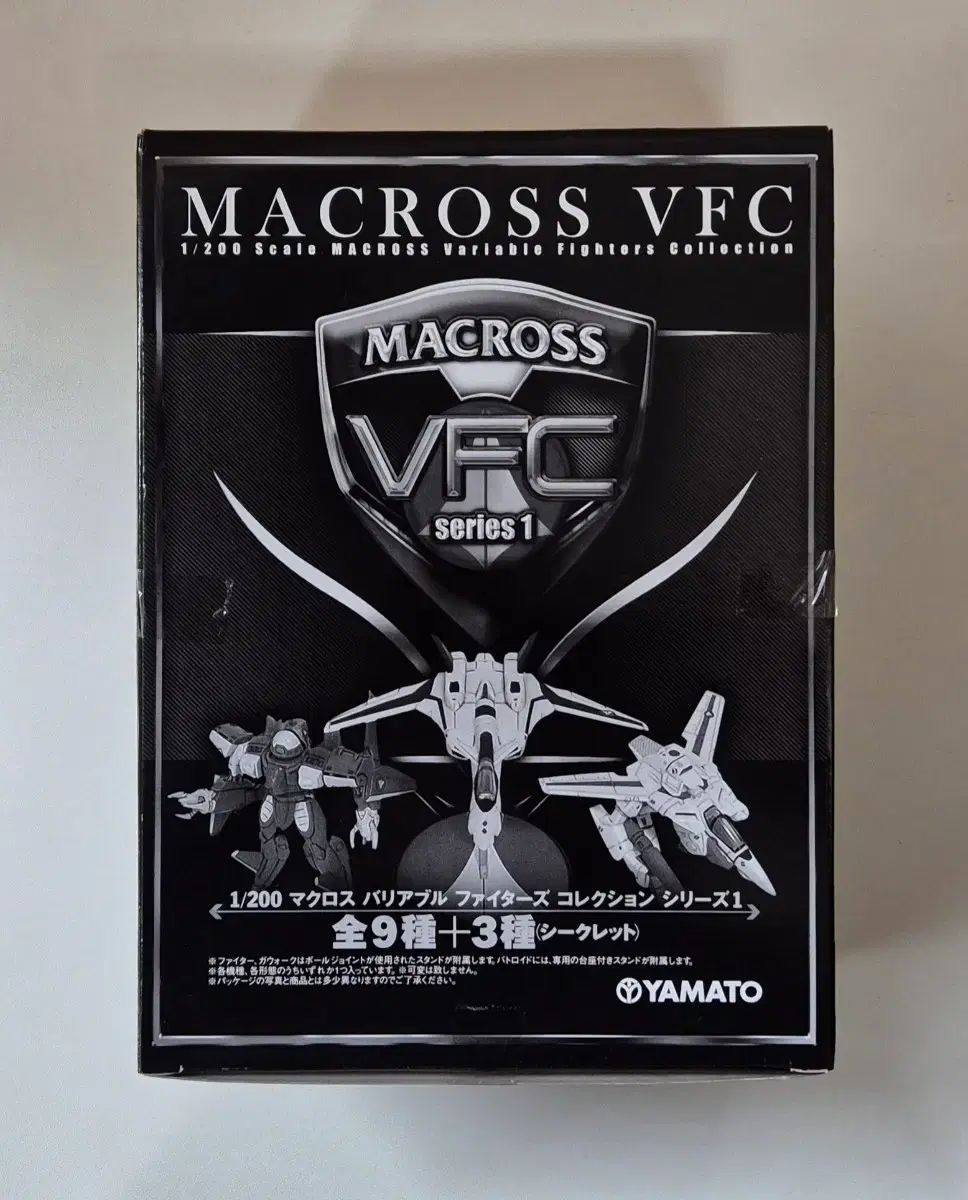 MACROSS VFC
1/200 Scale MACROSS Variable Fighters Collection
MACROSS
VFC
series 1
1/200 マクロス バリアブル ファイターズ コレクション シリーズ1
全9種+3種(シークレット)
※ファイター、ガウォークはボールジョイントが使用されたスタンドが付属します。バトロイドには、専用の台座付きスタンドが付属します。
※各機種、各形態のうちいずれか1つ入っています。※可変は致しません。
※パッケージの写真と商品とは多少異なりますのでご了承ください。
YAMATO